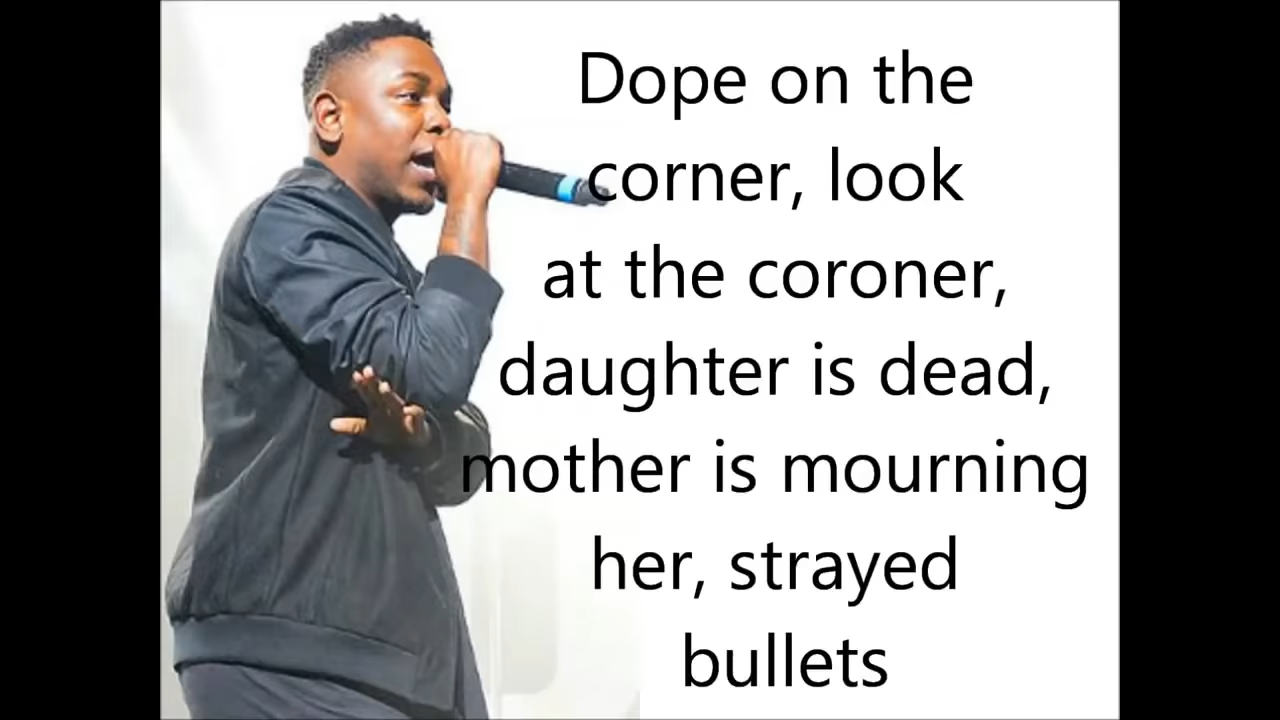 Dope on the
corner, look
at the coroner,
daughter is dead,
mother is mourning
her, strayed
bullets